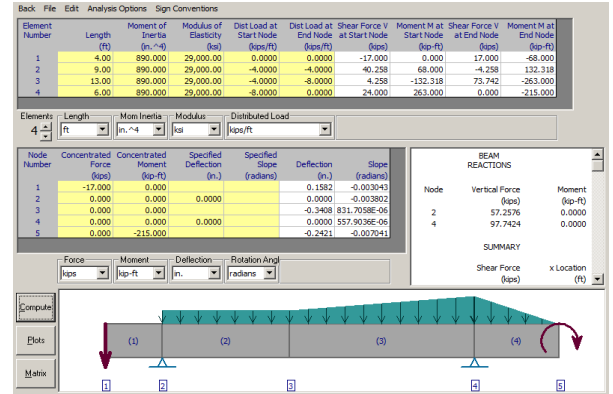 Back File Edit Analysis Options Sign Conventions
Element Number Length (ft) Moment of Inertia (in. ^4) Modulus of Elasticity (ksi) Dist Load at Start Node (kips/ft) Dist Load at End Node (kips/ft) Shear Force V at Start Node (kips) Moment M at Start Node (kip-ft) Shear Force V at End Node (kips) Moment M at End Node (kip-ft)
1 4.00 890.000 29,000.00 0.0000 0.0000 -17.000 0.000 17.000 -68.000
2 9.00 890.000 29,000.00 -4.0000 -4.0000 40.258 68.000 -4.258 132.318
3 13.00 890.000 29,000.00 -4.0000 -8.0000 4.258 -132.318 73.742 -263.000
4 6.00 890.000 29,000.00 -8.0000 0.0000 24.000 263.000 0.000 -215.000
Elements Length Mom Inertia Modulus Distributed Load
4 ft in.^4 ksi kips/ft
Node Number Concentrated Force (kips) Concentrated Moment (kip-ft) Specified Deflection (in.) Specified Slope (radians) Deflection (in.) Slope (radians)
1 -17.000 0.000 0.1582 -0.003043
2 0.000 0.000 0.0000 0.0000 -0.003802
3 0.000 0.000 -0.3408 831.7058E-06
4 0.000 0.000 0.0000 0.0000 557.9036E-06
5 0.000 -215.000 -0.2421 -0.007041
BEAM
REACTIONS
Node Vertical Force Moment
(kips) (kip-ft)
2 57.2576 0.0000
4 97.7424 0.0000
SUMMARY
Shear Force x Location
(kips) (ft)
Force Moment Deflection Rotation Angl
kips kip-ft in. radians
Compute
Plots
Matrix
(1) (2) (3) (4)
1 2 3 4 5